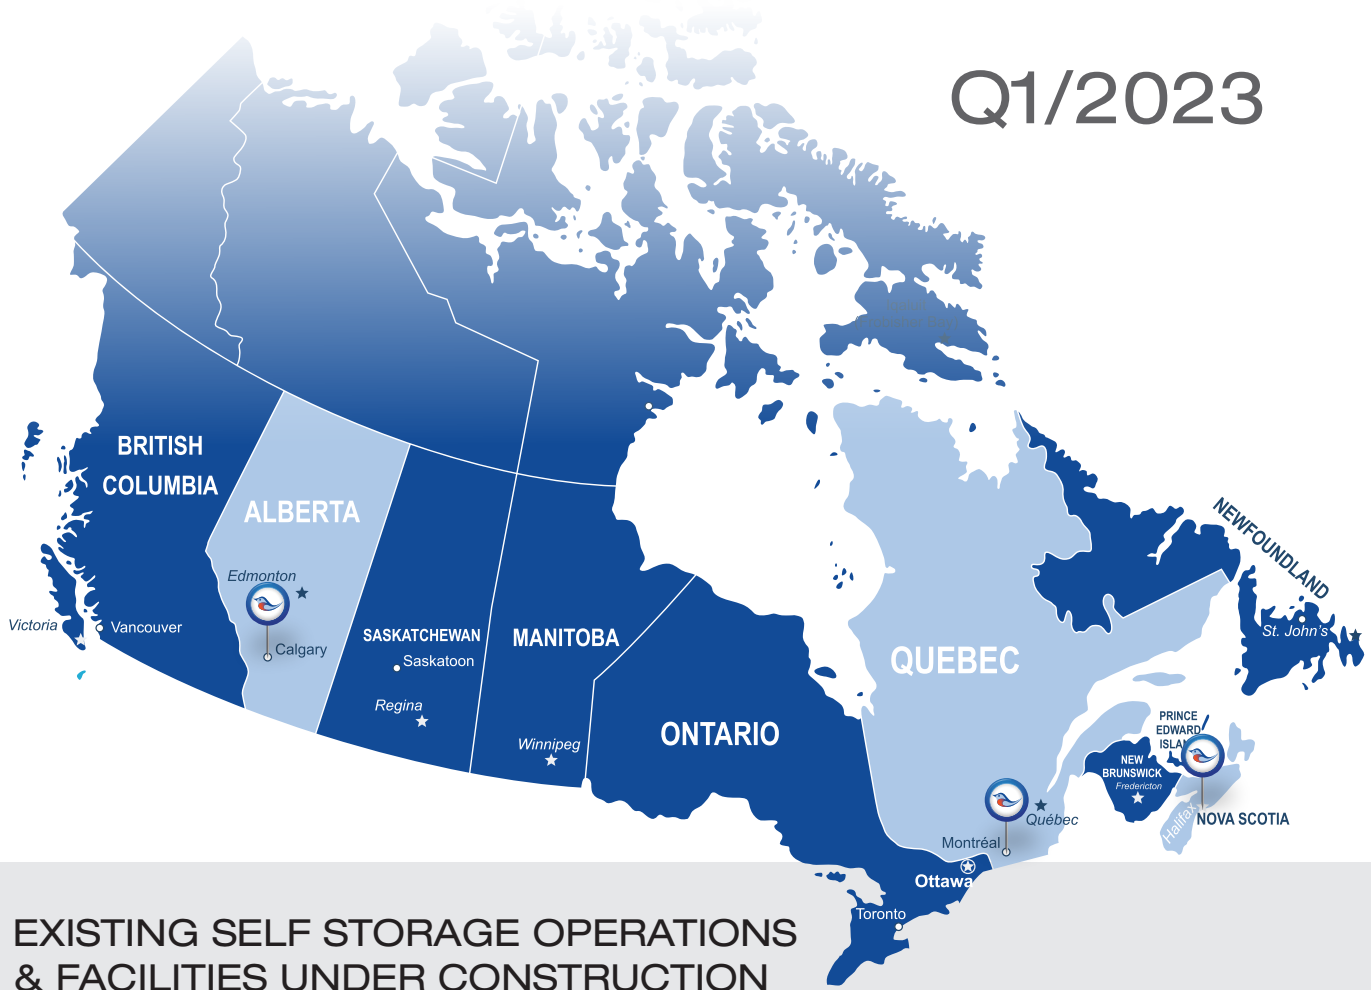 Q1/2023
BRITISH
COLUMBIA
ALBERTA
Edmonton
Calgary
Victoria
Vancouver
SASKATCHEWAN
Saskatoon
Regina
MANITOBA
Winnipeg
ONTARIO
QUEBEC
NEWFOUNDLAND
St. John's
PRINCE
EDWARD
NEW
BRUNSWICK
Fredericton
Halifax
NOVA SCOTIA
Québec
Montréal
Ottawa
Toronto
EXISTING SELF STORAGE OPERATIONS
& FACILITIES UNDER CONSTRUCTION